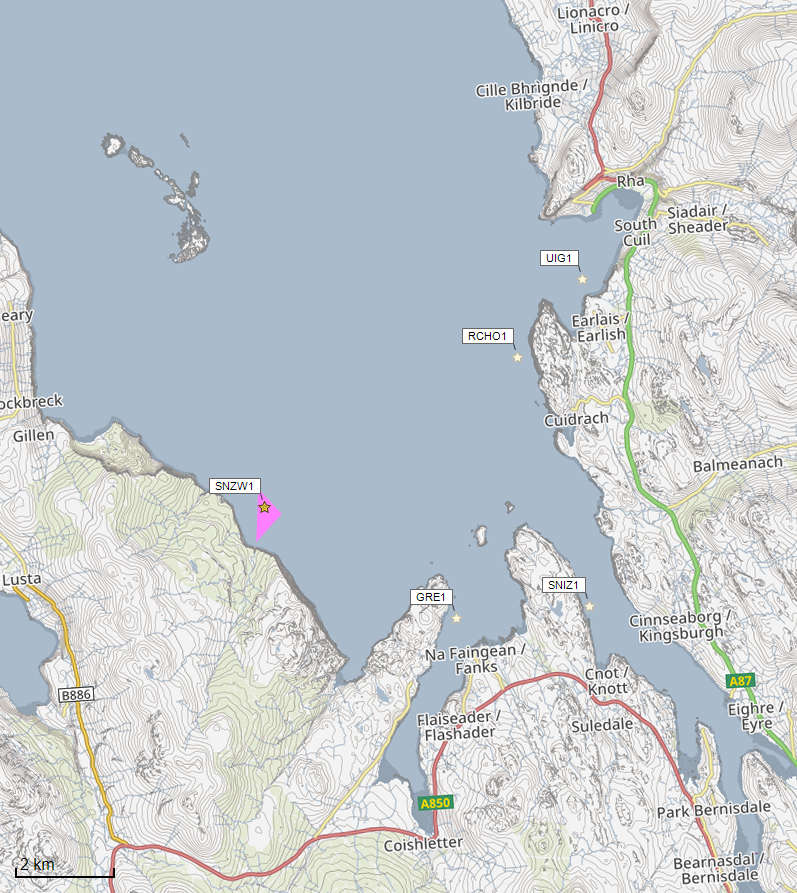 Lionacro /
Linicro
Cille Bhrìgnde /
Kilbride
Rha
Siadair /
Sheader
South
Cuil
UIG1
eary
Earlais /
Earlish
RCHO1
ockbreck
Cuidrach
Gillen
Balmeanach
SNZW1
Lusta
SNIZ1
GRE1
Cinnseaborg /
Kingsburgh
Na Faingean /
Fanks
A87
Cnot /
Knott
B886
Eighre /
Eyre
Flaiseader /
Flashader
Suledale
A850
Park Bernisdale
Coishletter
2 km
Bearnasdal /
Bernisdale